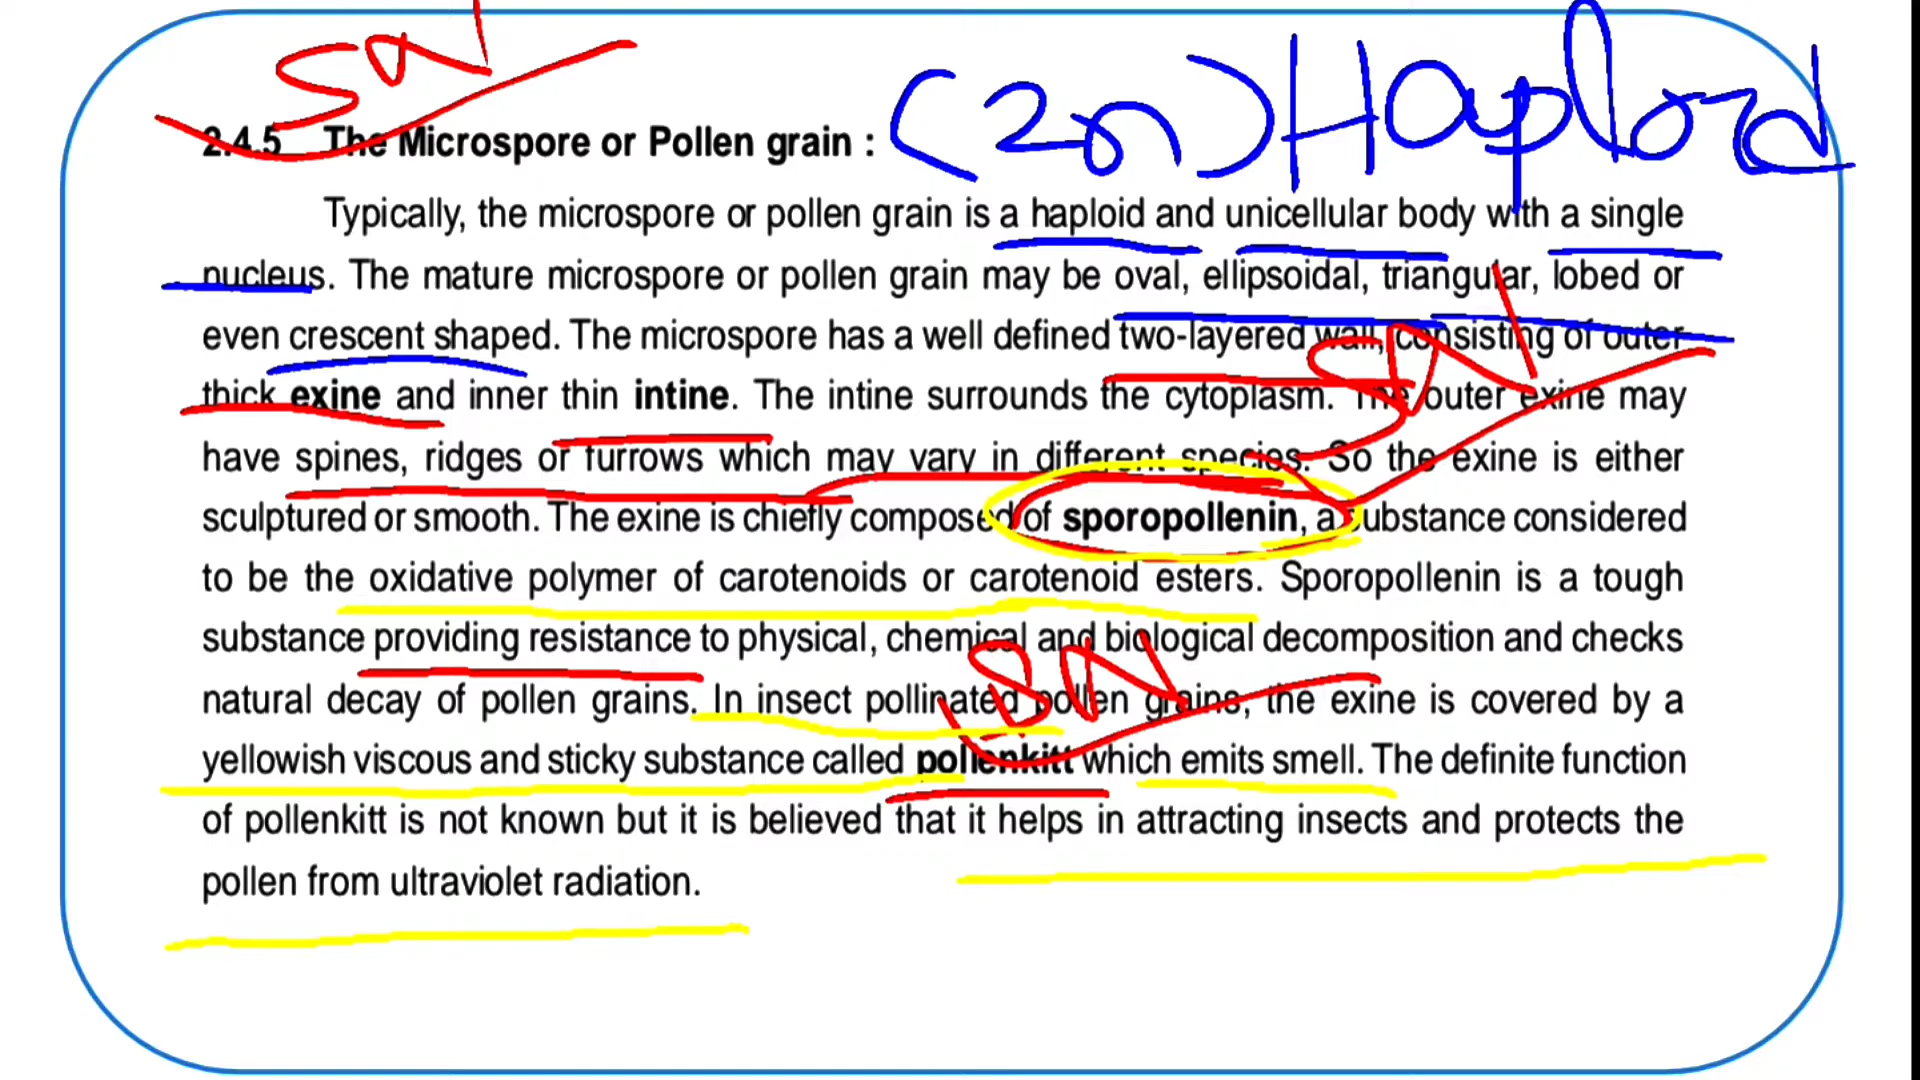 SN
(2n) Haploid
2.4.5 The Microspore or Pollen grain :
Typically, the microspore or pollen grain is a haploid and unicellular body with a single
nucleus. The mature microspore or pollen grain may be oval, ellipsoidal, triangular, lobed or
even crescent shaped. The microspore has a well defined two-layered wall, consisting of outer
thick exine and inner thin intine. The intine surrounds the cytoplasm. The outer exine may
SN
have spines, ridges or furrows which may vary in different species. So the exine is either
sculptured or smooth. The exine is chiefly composed of sporopollenin, a substance considered
to be the oxidative polymer of carotenoids or carotenoid esters. Sporopollenin is a tough
substance providing resistance to physical, chemical and biological decomposition and checks
SN
natural decay of pollen grains. In insect pollinated pollen grains, the exine is covered by a
yellowish viscous and sticky substance called pollenkitt which emits smell. The definite function
of pollenkitt is not known but it is believed that it helps in attracting insects and protects the
pollen from ultraviolet radiation.